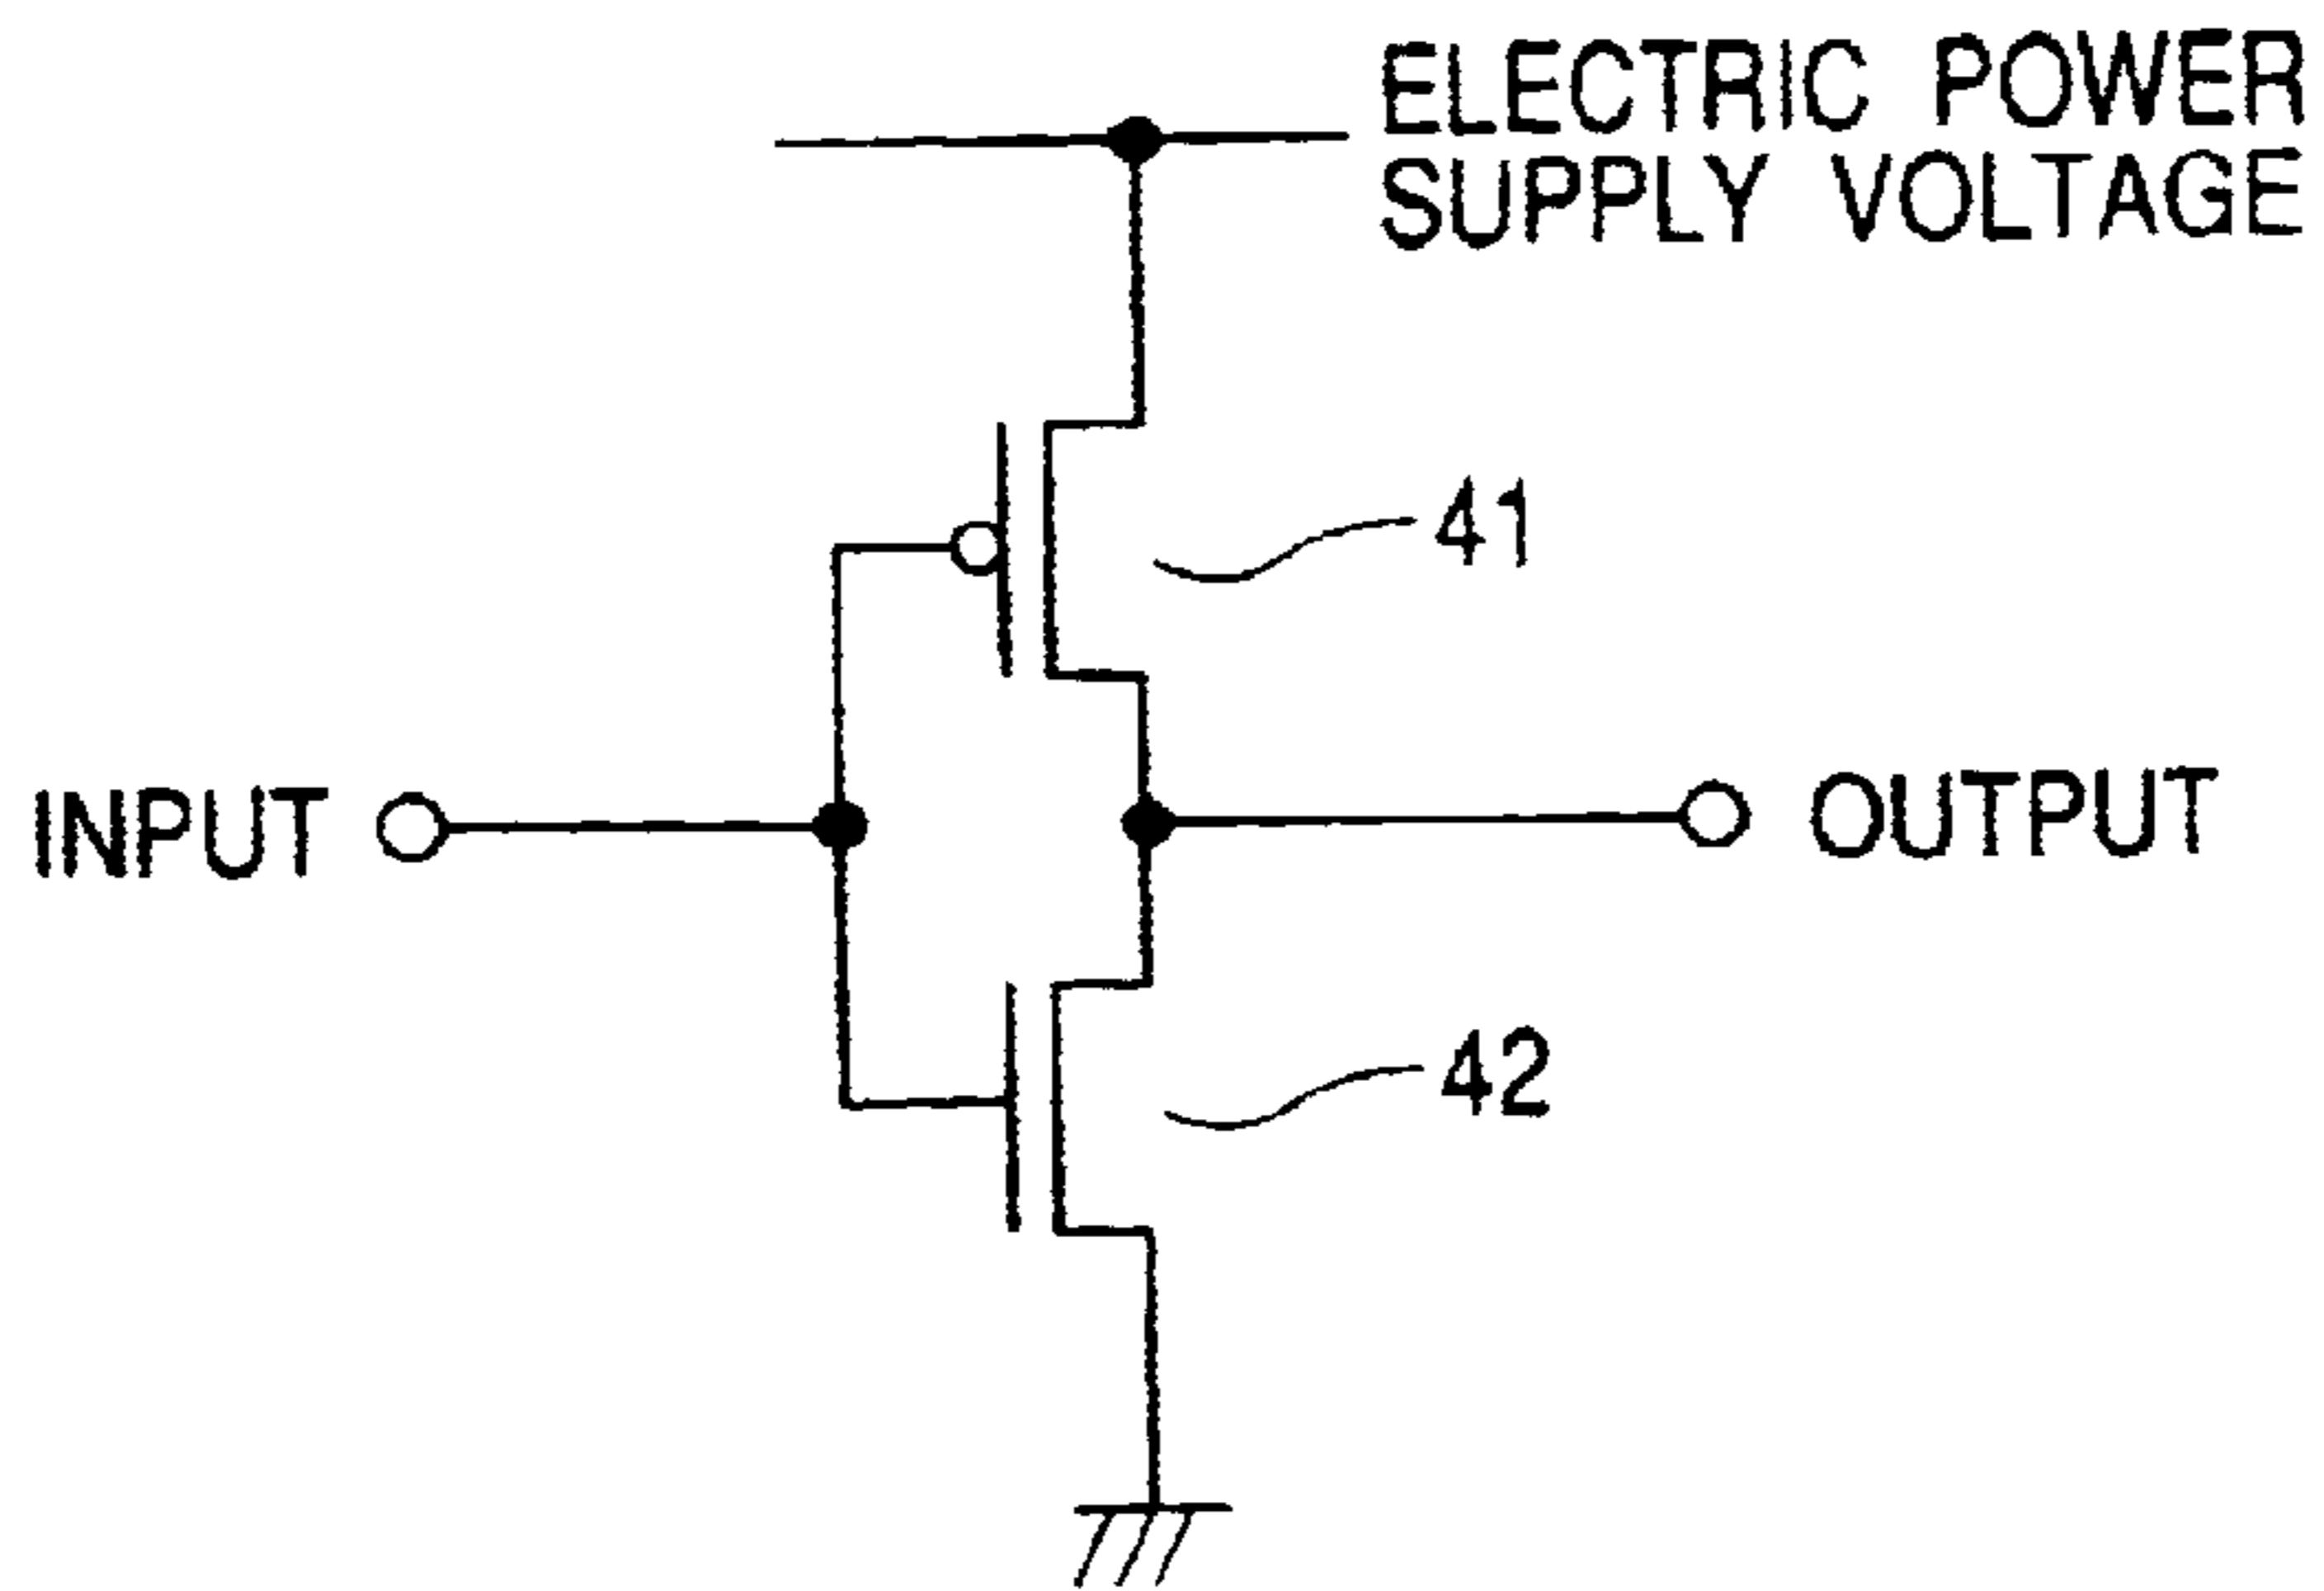 ELECTRIC POWER
SUPPLY VOLTAGE
41
INPUT
OUTPUT
42